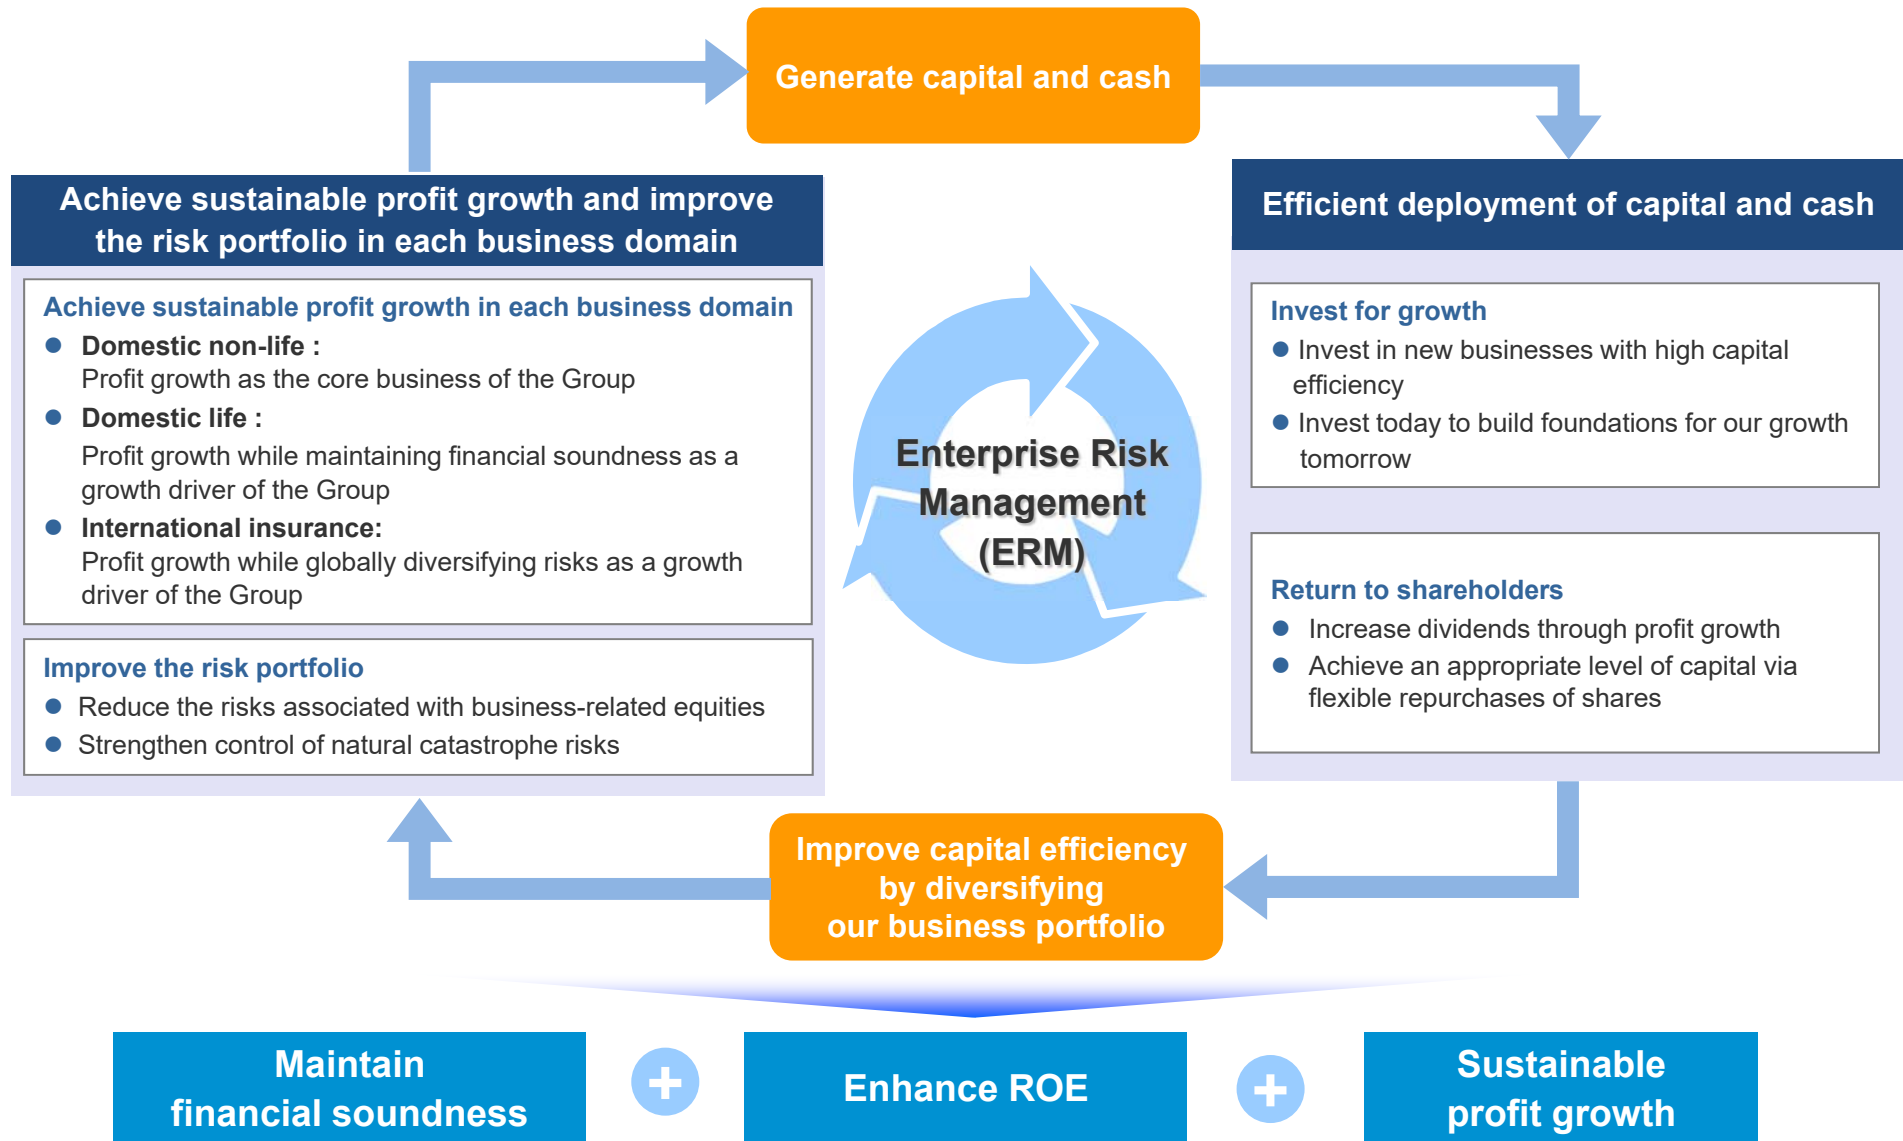 Generate capital and cash
Achieve sustainable profit growth and improve
the risk portfolio in each business domain
Achieve sustainable profit growth in each business domain
● Domestic non-life :
Profit growth as the core business of the Group
● Domestic life :
Profit growth while maintaining financial soundness as a
growth driver of the Group
● International insurance:
Profit growth while globally diversifying risks as a growth
driver of the Group
Improve the risk portfolio
● Reduce the risks associated with business-related equities
● Strengthen control of natural catastrophe risks
Enterprise Risk
Management
(ERM)
Efficient deployment of capital and cash
Invest for growth
● Invest in new businesses with high capital
efficiency
● Invest today to build foundations for our growth
tomorrow
Return to shareholders
● Increase dividends through profit growth
● Achieve an appropriate level of capital via
flexible repurchases of shares
Improve capital efficiency
by diversifying
our business portfolio
Maintain
financial soundness
+
Enhance ROE
+
Sustainable
profit growth